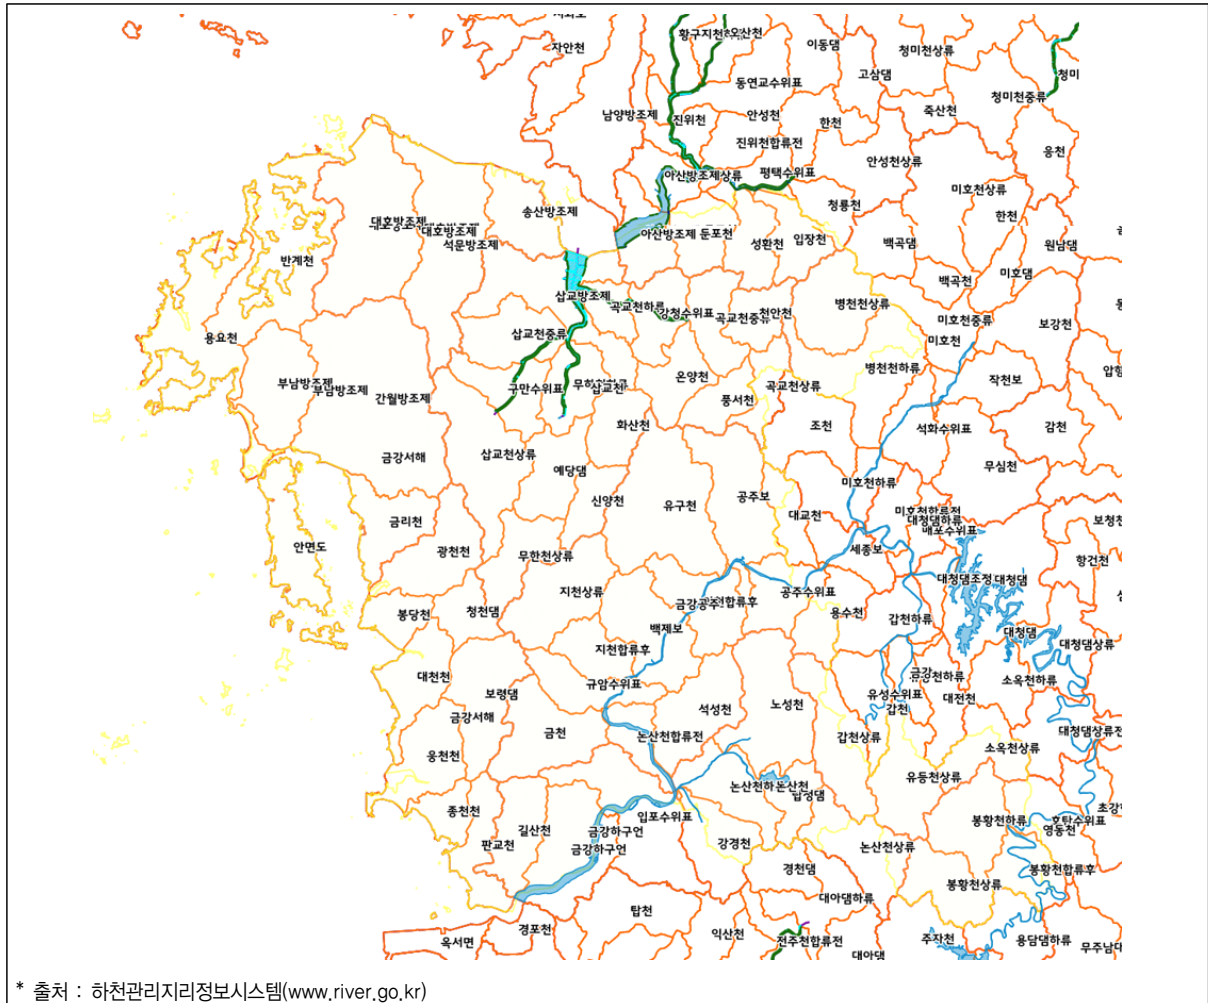 자안천
황구지천하류
오산천
이동댐
청미천상류
고삼댐
청미
동연교수위표
청미천중류
남양방조제
진위천
안성천
한천
죽산천
진위천합류전
안성천상류
웅천
아산방조제상류
평택수위표
미호천상류
송산방조제
청룡천
한천
대호방조제
대호방조제
석문방조제
아산방조제
둔포천
성환천
입장천
백곡댐
원남댐
반계천
백곡천
미호댐
삽교방조제
곡교천하류
강청수위표
곡교천중류
천안천
병천천상류
미호천중류
보강천
용요천
삽교천중류
미호천
부남방조제
부남방조제
간월방조제
구만수위표
삽교천
온양천
곡교천상류
병천천하류
작천보
압항
풍서천
화산천
조천
석화수위표
감천
금강서해
삽교천상류
예당댐
무심천
신양천
유구천
공주보
미호천하류
금리천
대교천
미호천합류전
대청댐하류
매포수위표
보청천
안면도
광천천
무한천상류
세종보
항건천
지천상류
대청댐조정
대청댐
봉당천
청천댐
금강공주
공주수위표
용수천
갑천하류
백제보
대청댐
대청댐상류
지천합류후
대천천
보령댐
규암수위표
금강
유성수위표
갑천
대전천
소옥천하류
금강서해
석성천
노성천
금천
논산천합류전
갑천상류
대청댐상류전
웅천천
소옥천상류
유등천상류
논산천하
논산천
탑정댐
종천천
입포수위표
길산천
금강하구언
봉황천하류
호탄수위표
영동천
판교천
금강하구언
강경천
논산천상류
경천댐
봉황천합류후
봉황천상류
대아댐하류
탑천
경포천
옥서면
익산천
전주천합류전
주자천
용담댐하류
무주남대
대아댐
* 출처 : 하천관리지리정보시스템(www.river.go.kr)